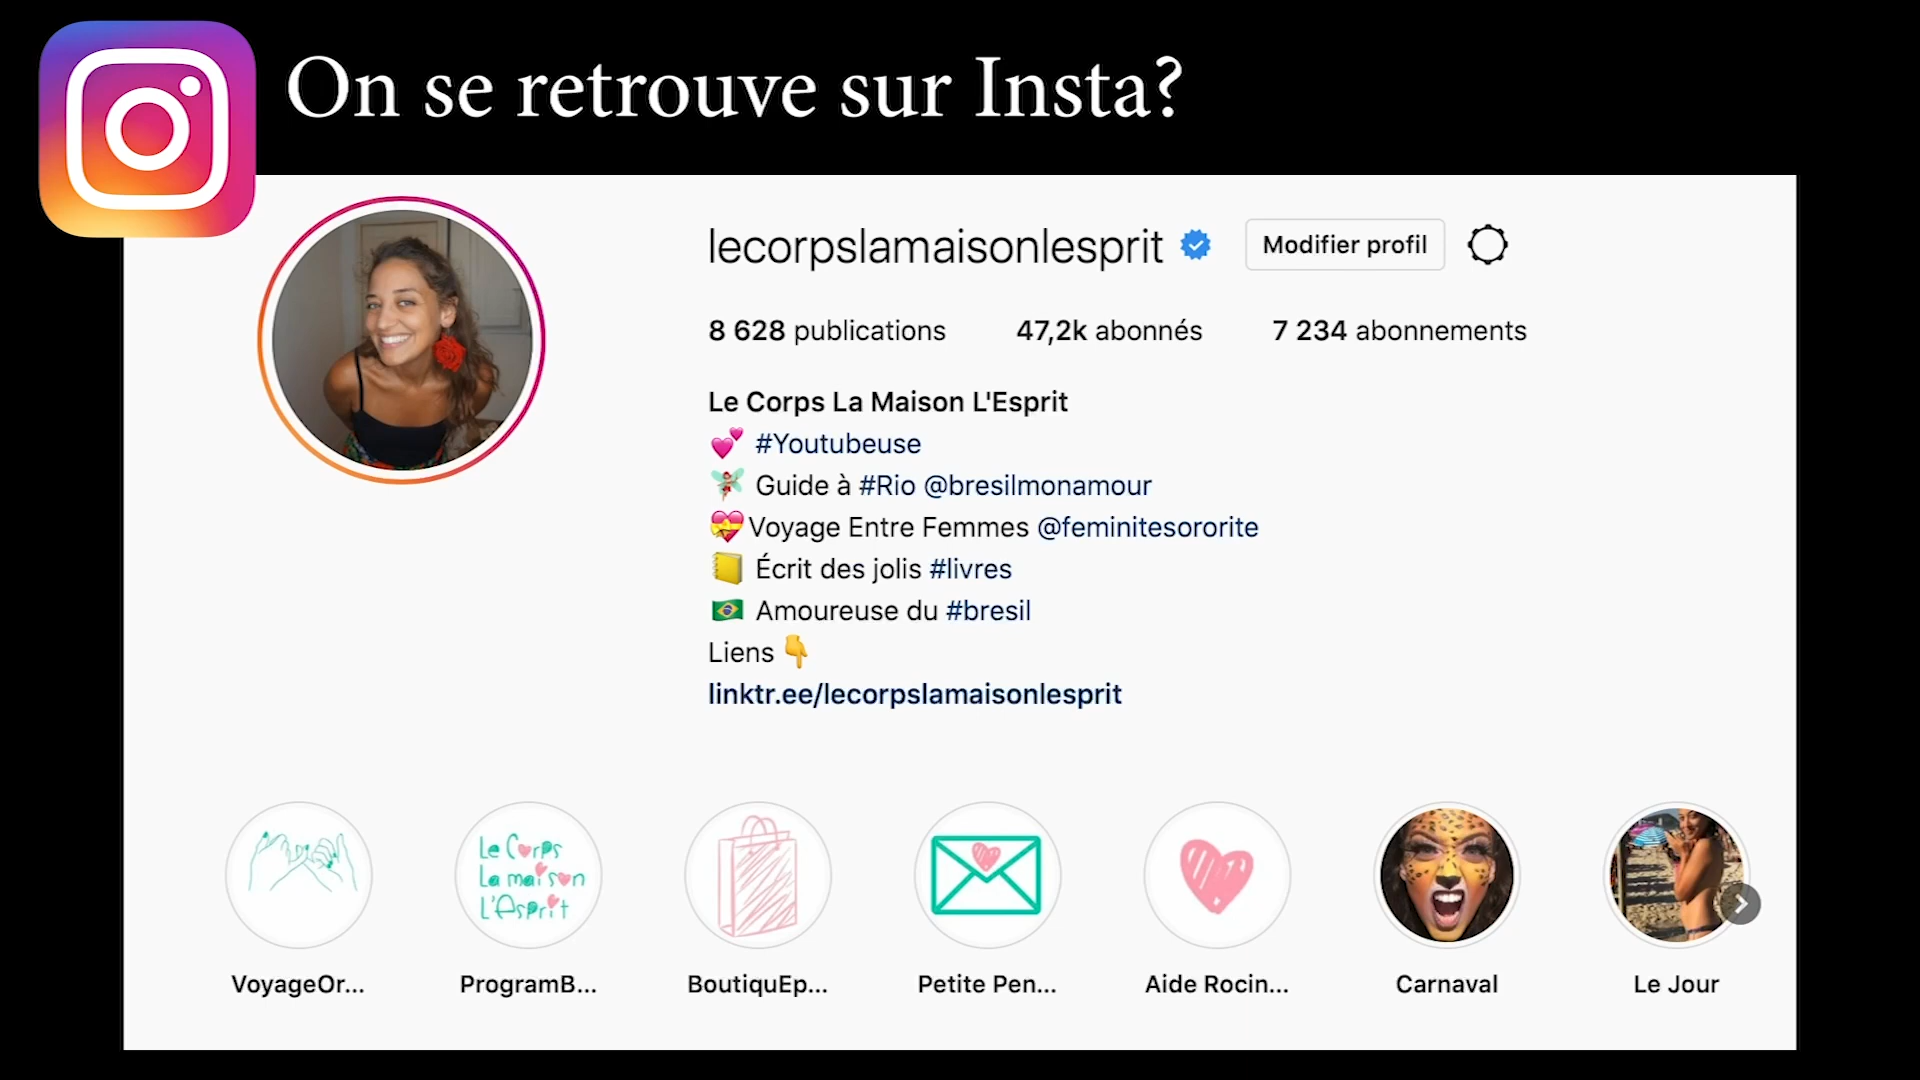 On se retrouve sur Insta?
lecorpslamaisonlesprit
Modifier profil
8 628 publications 47,2k abonnés 7 234 abonnements
Le Corps La Maison L'Esprit
💕 #Youtubeuse
🧚 Guide à #Rio @bresilmonamour
💝Voyage Entre Femmes @feminitesororite
📒 Écrit des jolis #livres
🇧🇷 Amoureuse du #bresil
Liens 👇
linktr.ee/lecorpslamaisonlesprit
Le Corps
La maison
L'Esprit
VoyageOr... ProgramB... BoutiquEp... Petite Pen... Aide Rocin... Carnaval Le Jour